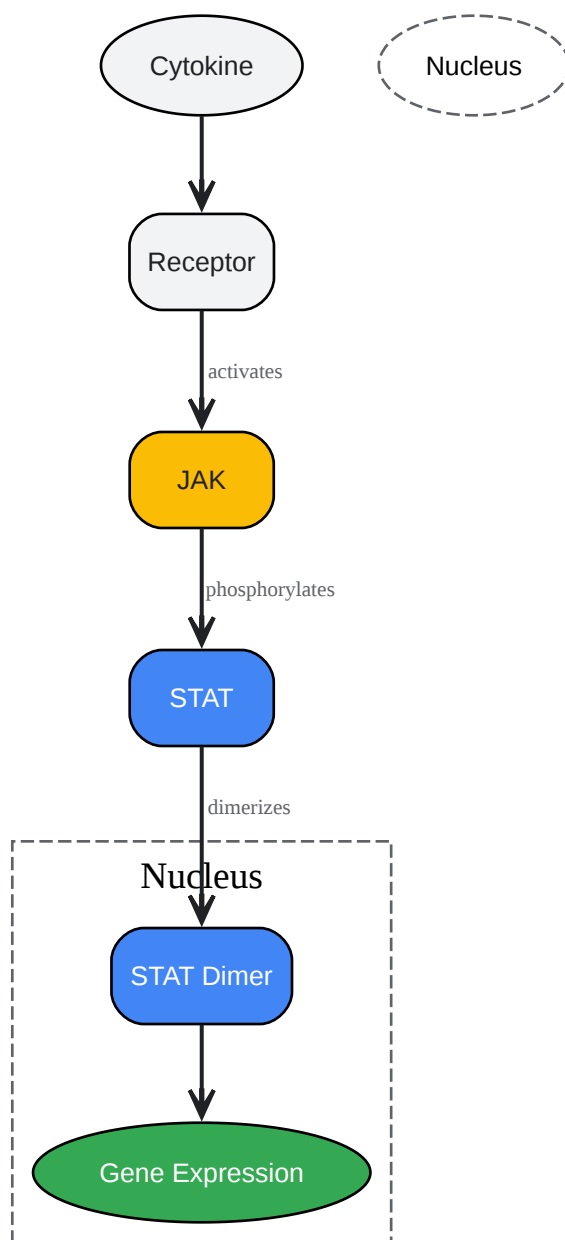 Cytokine
Nucleus
Receptor
activates
JAK
phosphorylates
STAT
dimerizes
Nucleus
STAT Dimer
Gene Expression